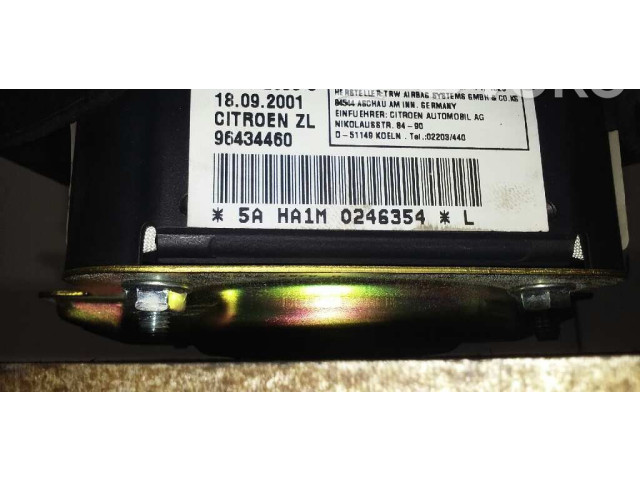 18.09.2001
CITROEN ZL
96434460
HERSTELLER:TRW AIRBAG SYSTEMS GMBH & CO.KG
84544 ASCHAU AM INN. GERMANY
EINFUEHRER: CITROEN AUTOMOBIL AG
NIKOLAUSSTR. 84-90
D-51149 KOELN. Tel.:02203/440
* 5A HA1M 0246354 * L